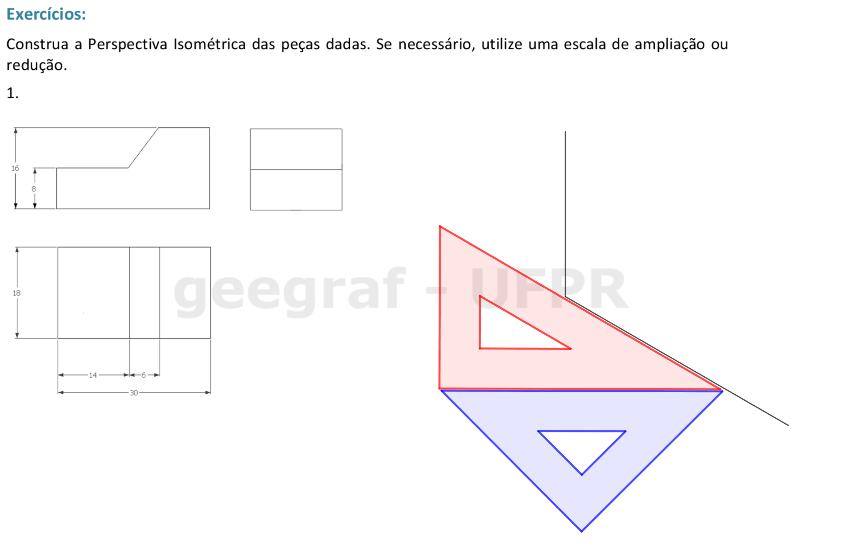 Exercícios:
Construa a Perspectiva Isométrica das peças dadas. Se necessário, utilize uma escala de ampliação ou
redução.
1.
16
8
geegraf - UFPR
18
14
6
30